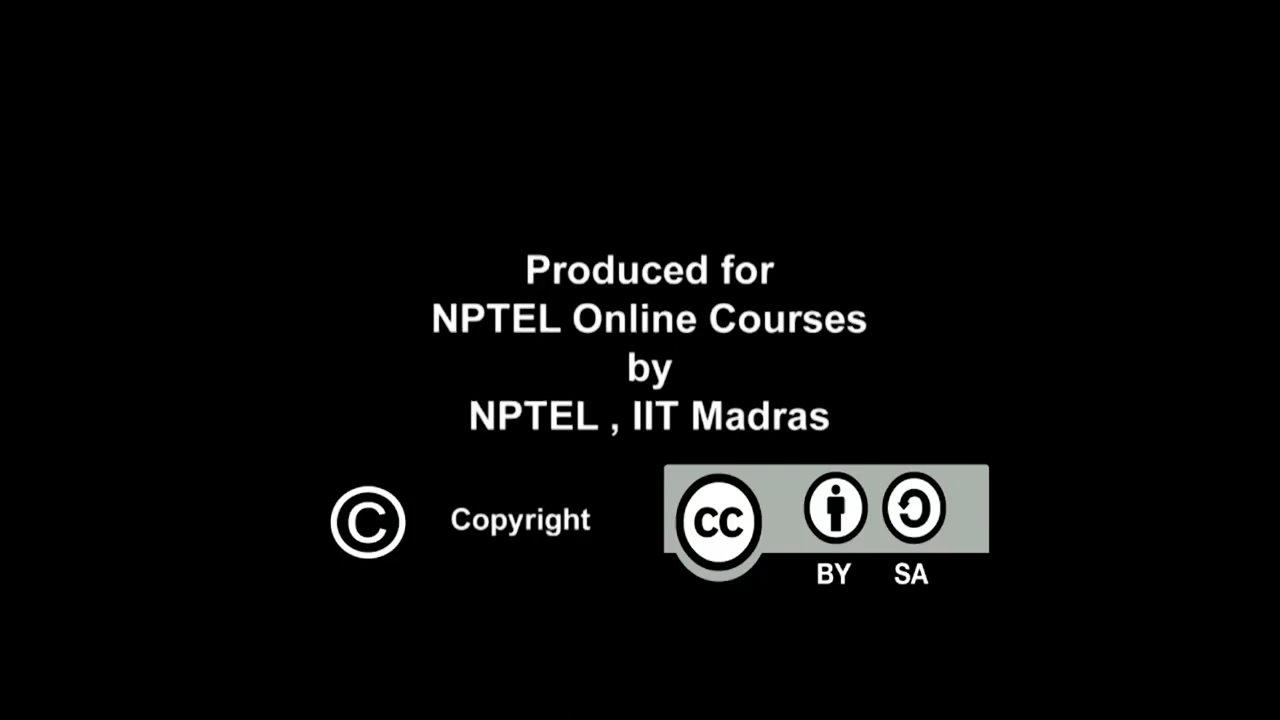 Produced for
NPTEL Online Courses
by
NPTEL , IIT Madras
© Copyright
cc
BY SA